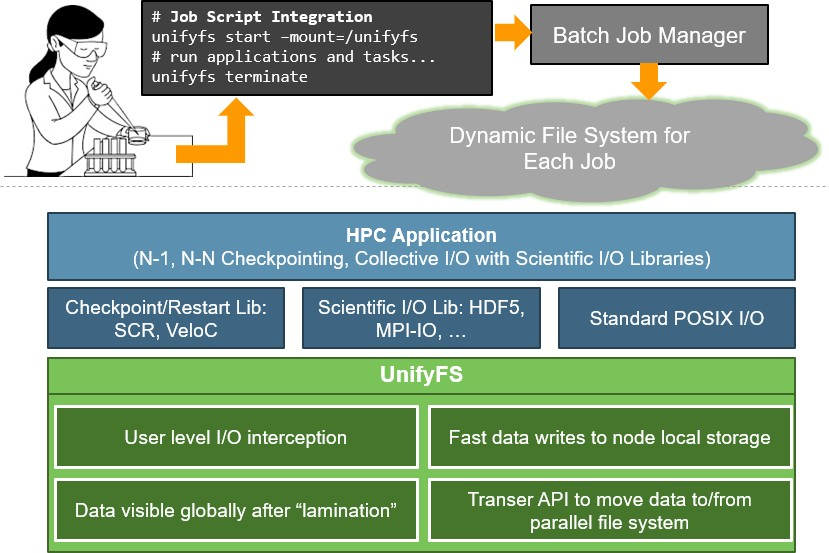 # Job Script Integration
unifyfs start –mount=/unifyfs
# run applications and tasks...
unifyfs terminate
Batch Job Manager
Dynamic File System for
Each Job
HPC Application
(N-1, N-N Checkpointing, Collective I/O with Scientific I/O Libraries)
Checkpoint/Restart Lib:
SCR, VeloC
Scientific I/O Lib: HDF5,
MPI-IO, …
Standard POSIX I/O
UnifyFS
User level I/O interception
Fast data writes to node local storage
Data visible globally after “lamination”
Transer API to move data to/from
parallel file system